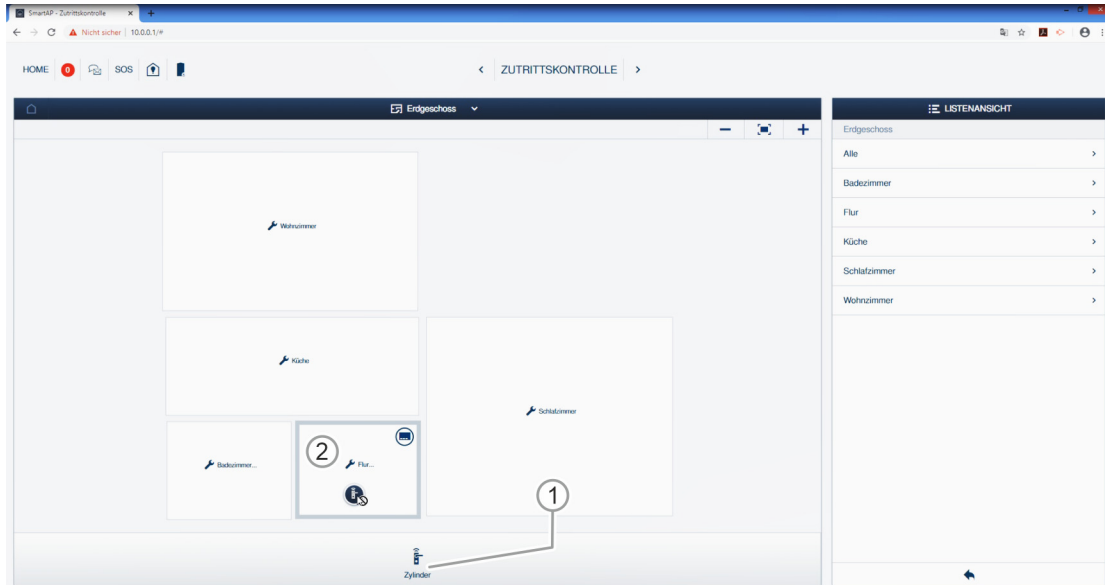 SmartAP - Zutrittskontrolle
Nicht sicher | 10.0.0.1/#
HOME 0 SOS
ZUTRITTSKONTROLLE
Erdgeschoss
LISTENANSICHT
Erdgeschoss
Alle
Badezimmer
Flur
Küche
Schlafzimmer
Wohnzimmer
Wohnzimmer
Küche
Schlafzimmer
Badezimmer...
2
Flur...
1
Zylinder